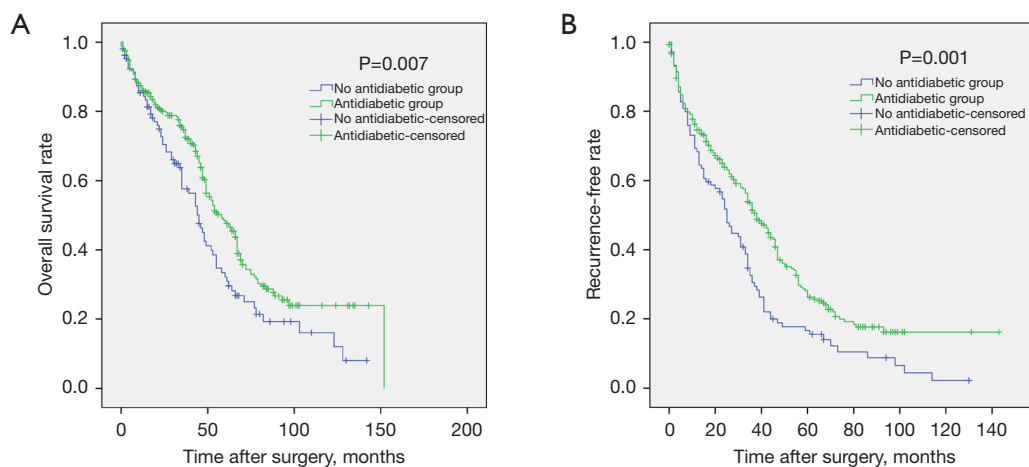 A
P=0.007
No antidiabetic group
Antidiabetic group
No antidiabetic-censored
Antidiabetic-censored
Overall survival rate
1.0
0.8
0.6
0.4
0.2
0.0
0 50 100 150 200
Time after surgery, months
B
P=0.001
No antidiabetic group
Antidiabetic group
No antidiabetic-censored
Antidiabetic-censored
Recurrence-free rate
1.0
0.8
0.6
0.4
0.2
0.0
0 20 40 60 80 100 120 140
Time after surgery, months